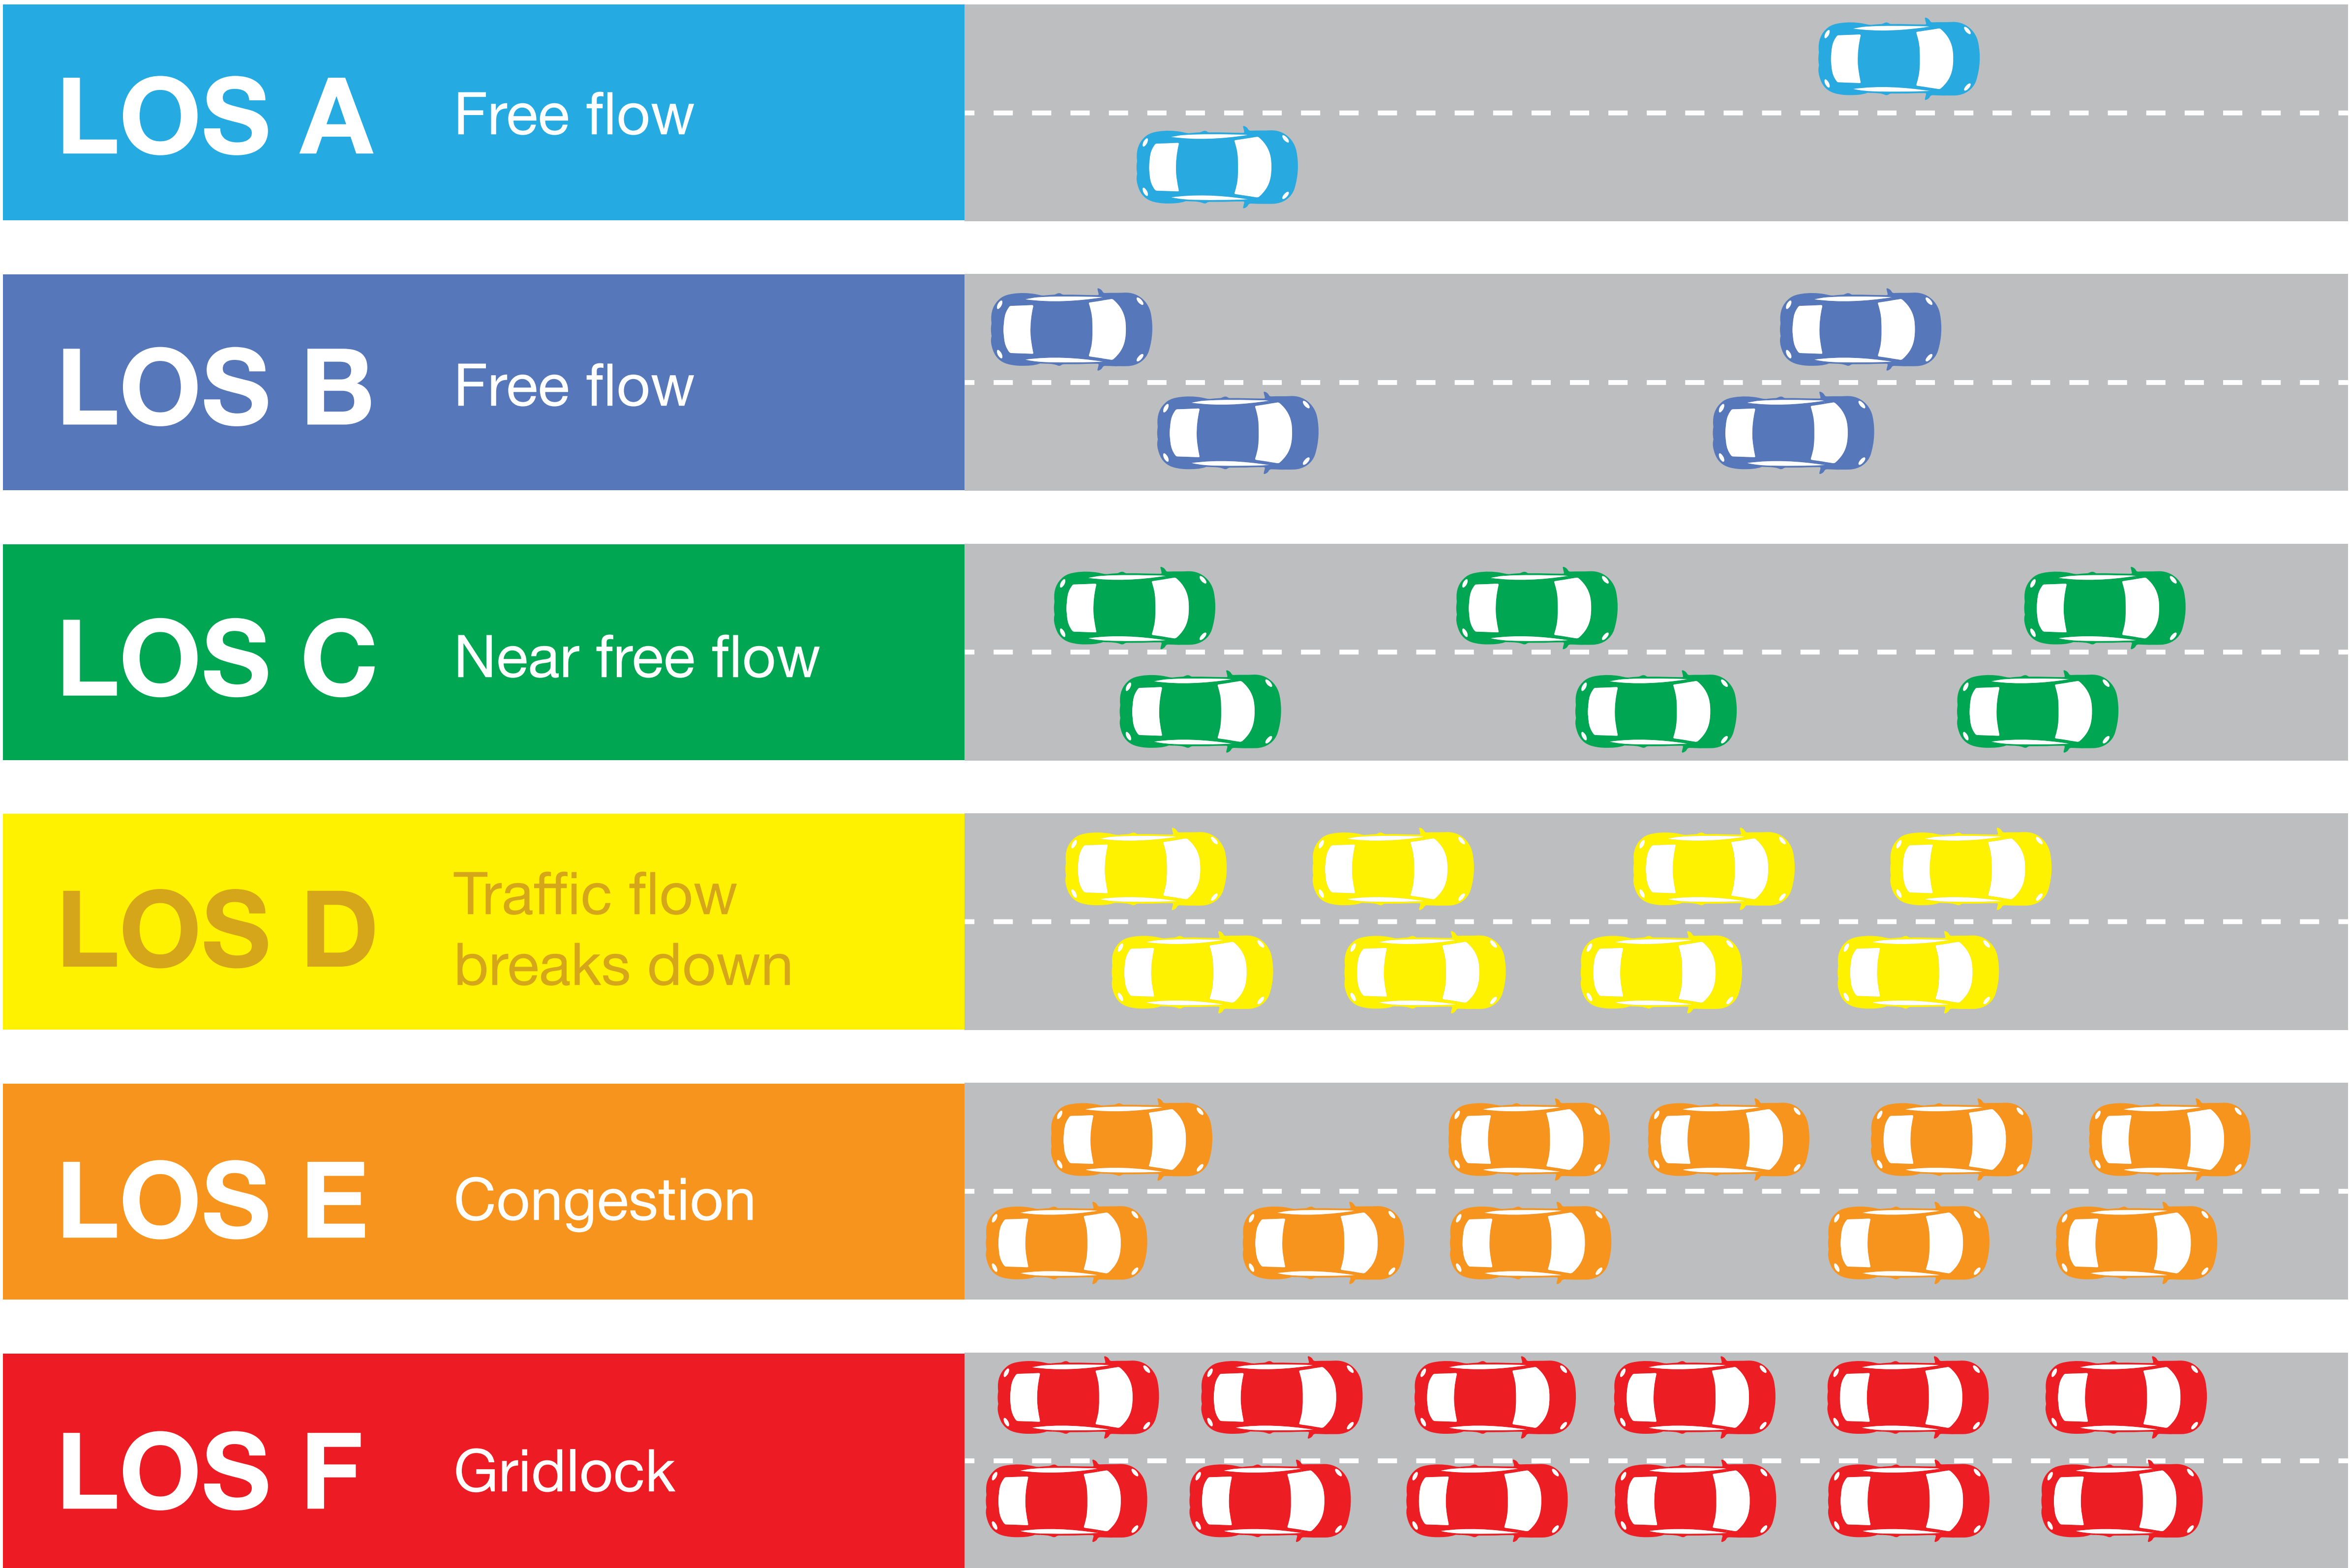 LOS A Free flow
LOS B Free flow
LOS C Near free flow
LOS D Traffic flow
breaks down
LOS E Congestion
LOS F Gridlock